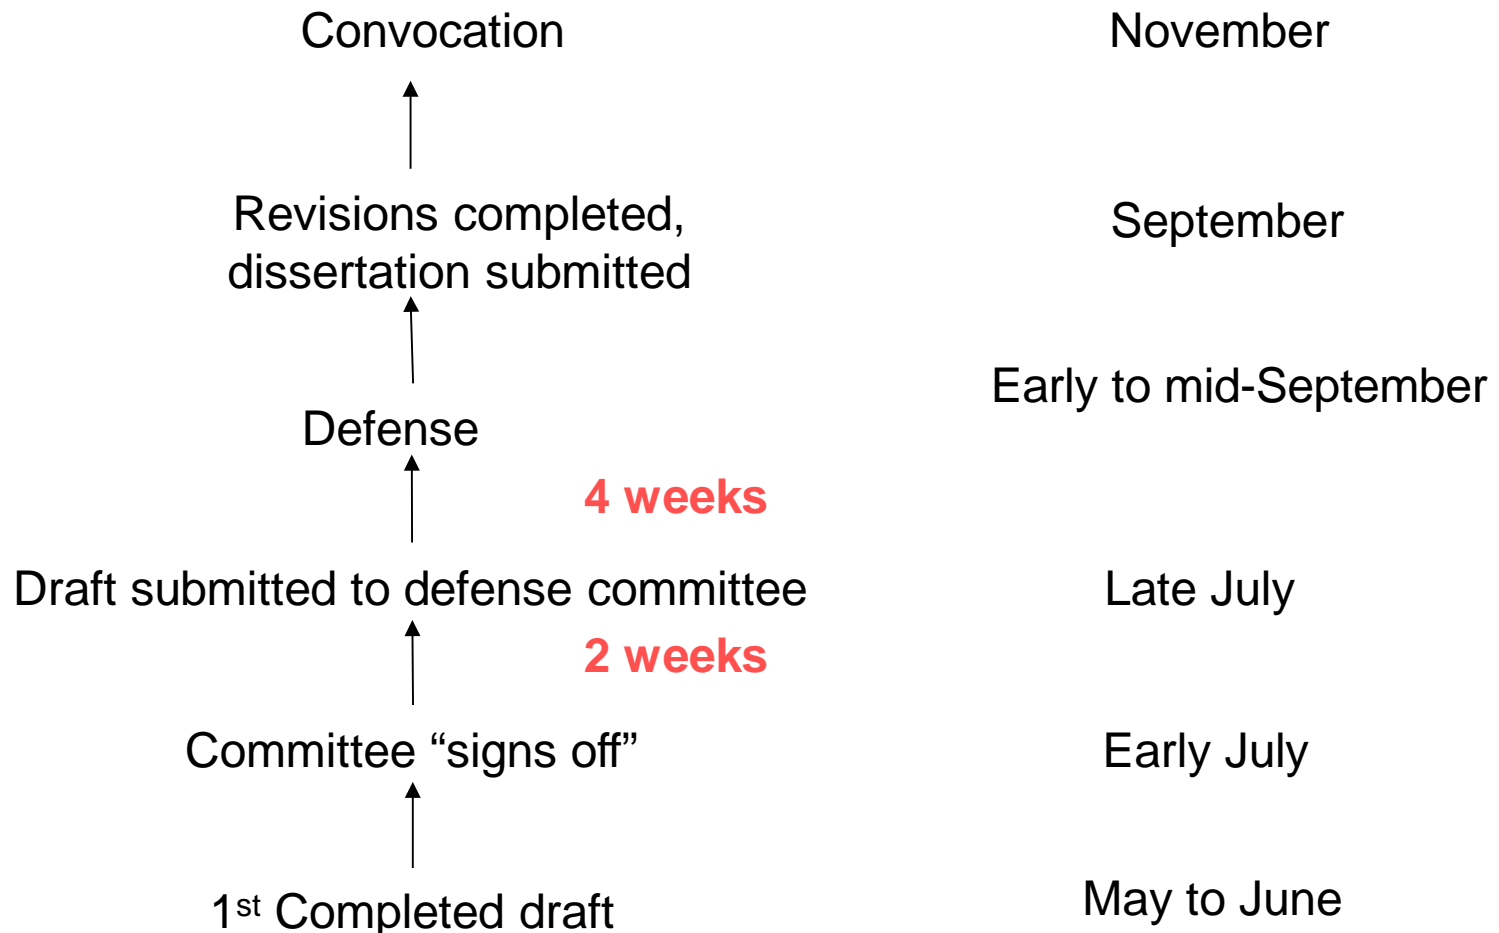 Convocation
November
Revisions completed,
dissertation submitted
September
Early to mid-September
Defense
4 weeks
Draft submitted to defense committee
Late July
2 weeks
Committee “signs off”
Early July
1st Completed draft
May to June